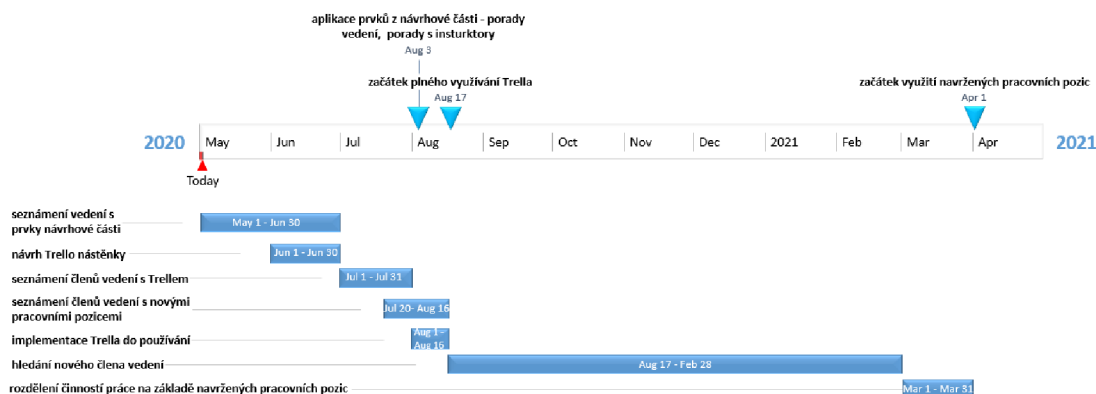 aplikace prvků z návrhové části - porady
vedení,  porady s insturktory
Aug 3
začátek plného využívání Trella
Aug 17
začátek využití navržených pracovních pozic
Apr 1
2020 May Jun Jul Aug Sep Oct Nov Dec 2021 Feb Mar Apr 2021
Today
seznámení vedení s
prvky návrhové části
May 1 - Jun 30
návrh Trello nástěnky
Jun 1 - Jun 30
seznámení členů vedení s Trellem
Jul 1 - Jul 31
seznámení členů vedení s novými
pracovními pozicemi
Jul 20- Aug 16
implementace Trella do používání
Aug 1 -
Aug 16
hledání nového člena vedení
Aug 17 - Feb 28
rozdělení činností práce na základě navržených pracovních pozic
Mar 1 - Mar 31